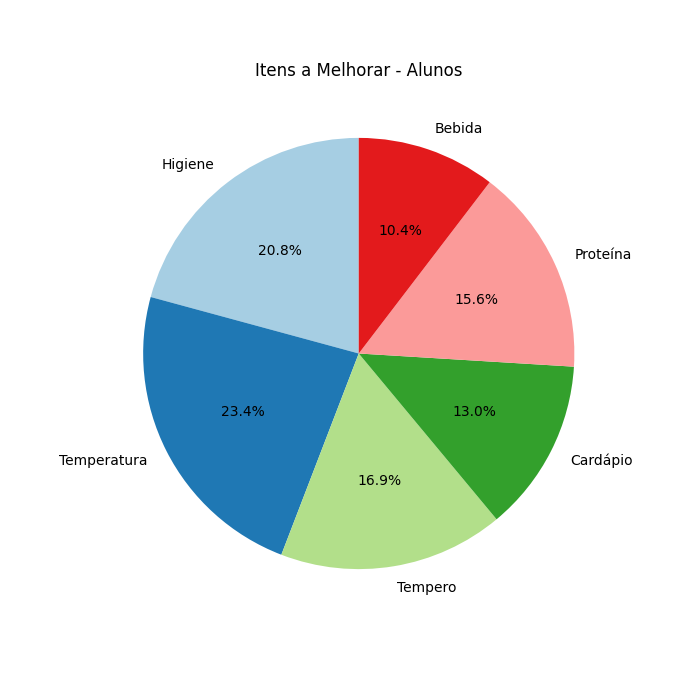 Itens a Melhorar - Alunos
Bebida
Higiene
10.4%
20.8%
Proteína
15.6%
23.4%
13.0%
Temperatura
Cardápio
16.9%
Tempero